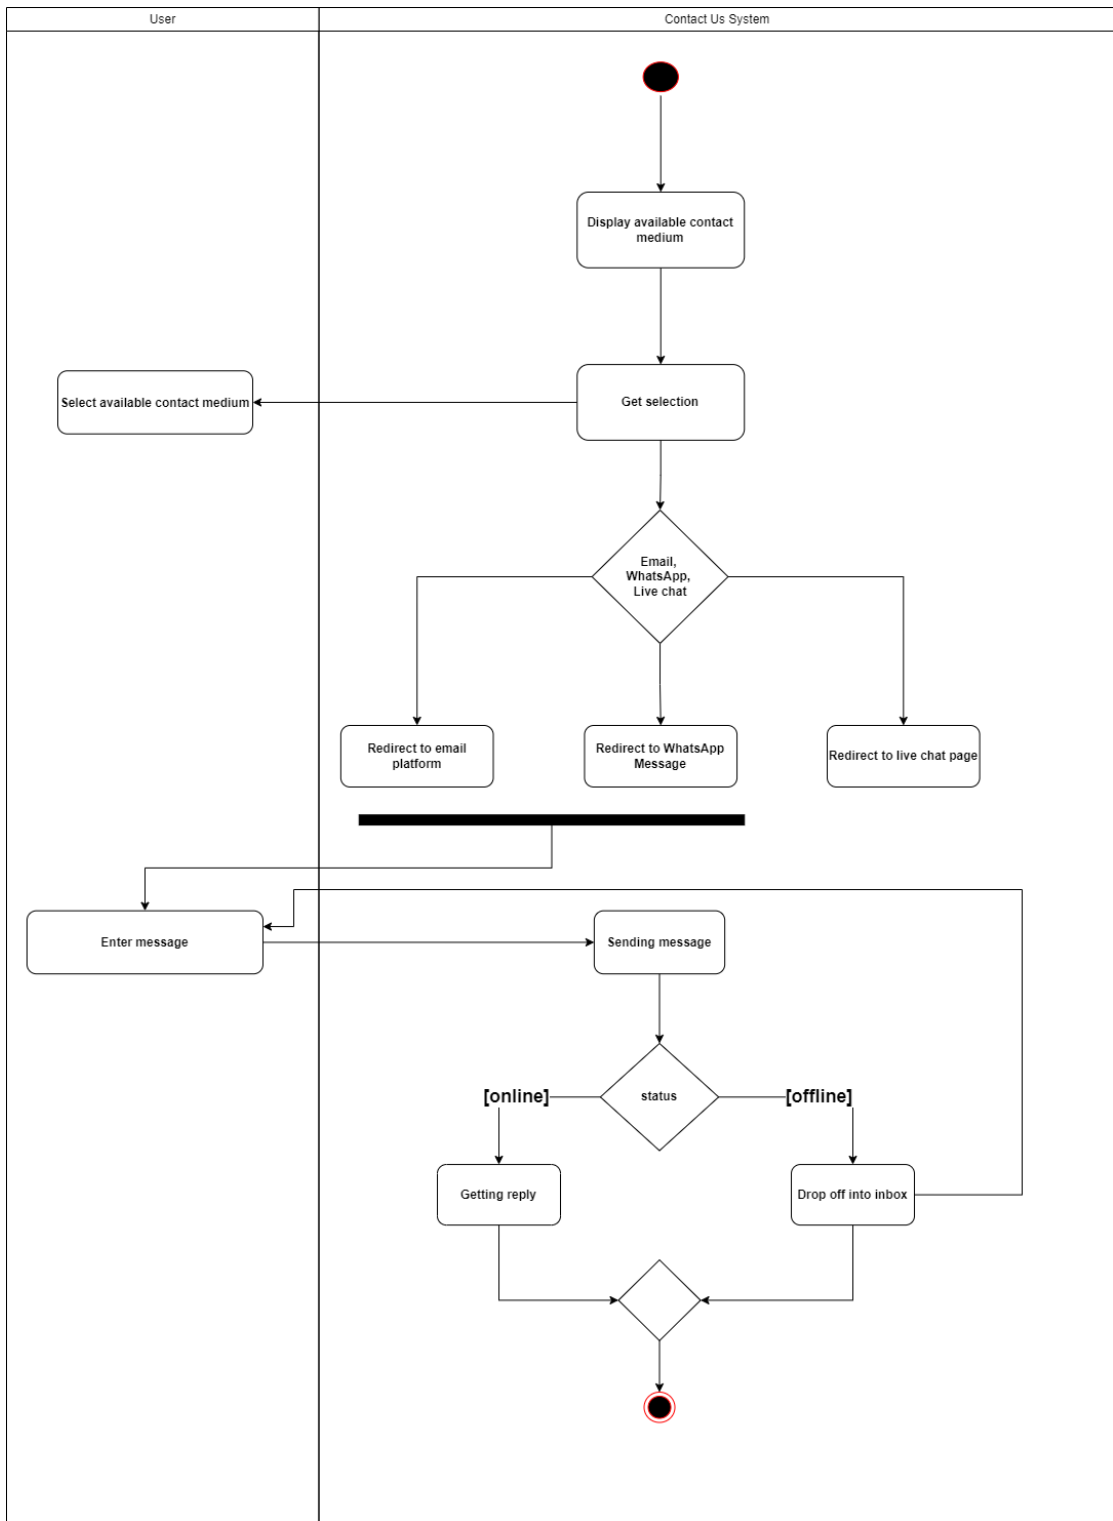 User
Contact Us System
Display available contact
medium
Select available contact medium
Get selection
Email,
WhatsApp,
Live chat
Redirect to email
platform
Redirect to WhatsApp
Message
Redirect to live chat page
Enter message
Sending message
[online]
status
[offline]
Getting reply
Drop off into inbox